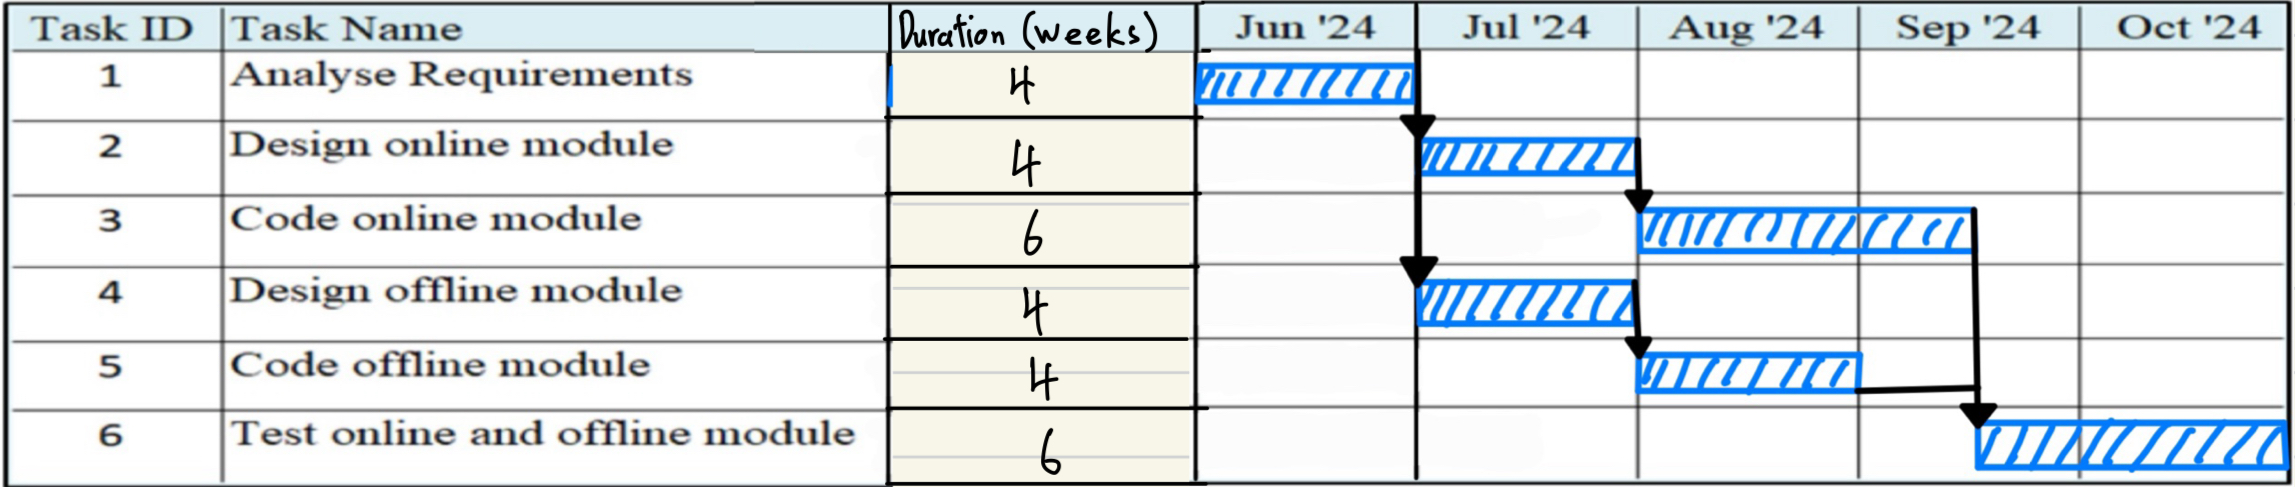 Task ID Task Name Duration (weeks) Jun '24 Jul '24 Aug '24 Sep '24 Oct '24
1 Analyse Requirements 4
2 Design online module 4
3 Code online module 6
4 Design offline module 4
5 Code offline module 4
6 Test online and offline module 6